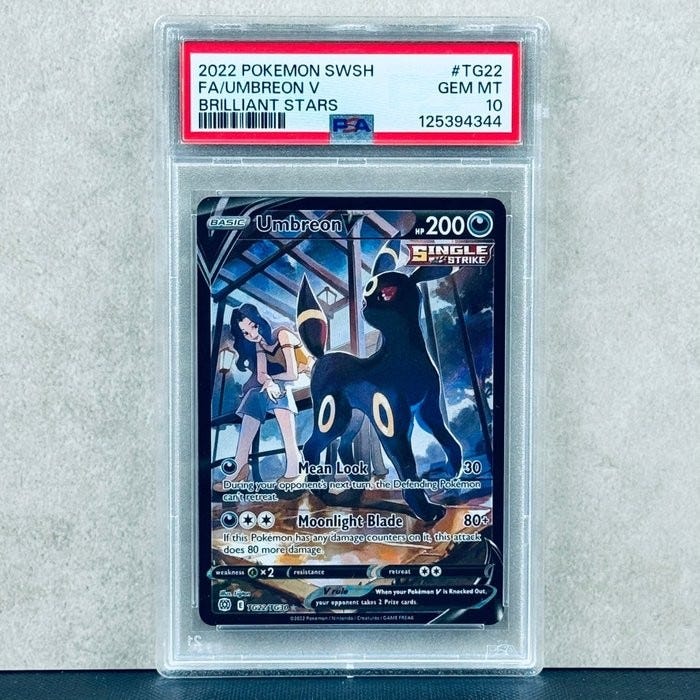 2022 POKEMON SWSH #TG22
FA/UMBREON V GEM MT
BRILLIANT STARS 10
PSA 125394344
BASIC Umbreon V HP 200
SINGLE STRIKE
Mean Look 30
During your opponent's next turn, the Defending Pokémon
can't retreat.
Moonlight Blade 80+
If this Pokémon has any damage counters on it, this attack
does 80 more damage.
weakness ×2 resistance retreat
V rule When your Pokémon V is Knocked Out,
your opponent takes 2 Prize cards.
E TG22/TG30
©2022 Pokémon / Nintendo / Creatures / GAME FREAK